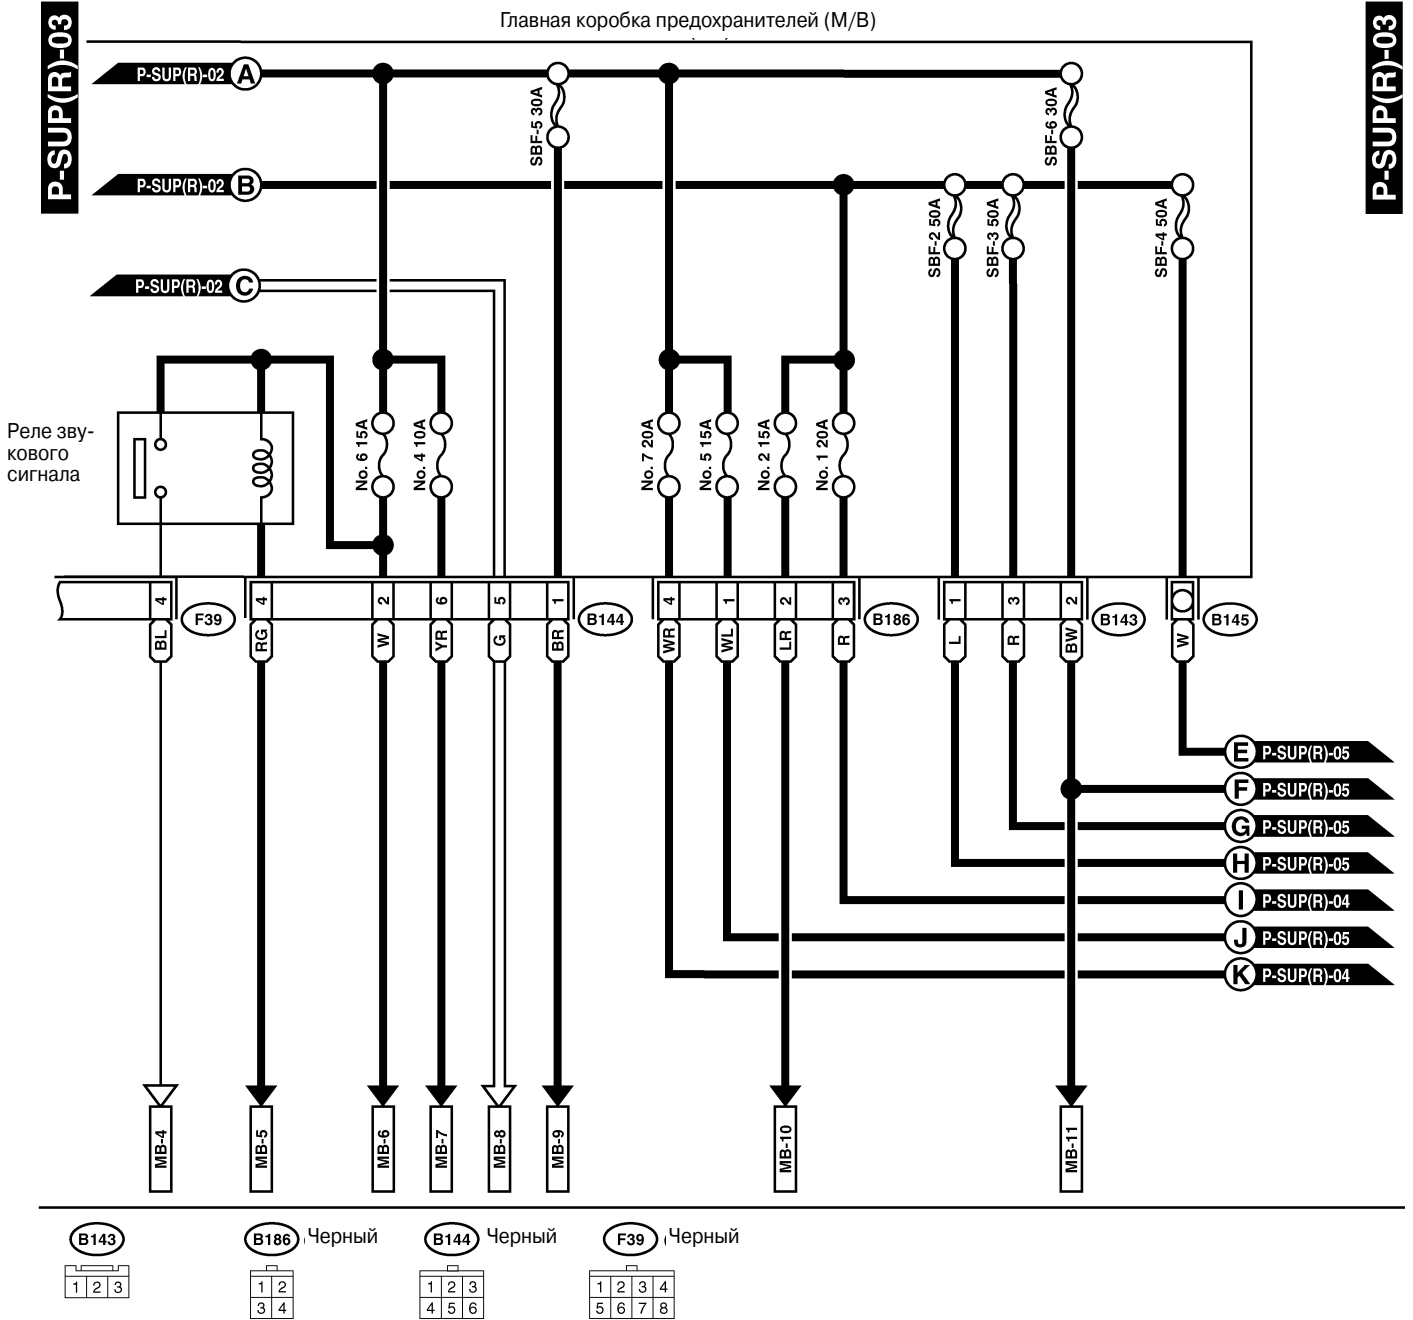 Главная коробка предохранителей (M/B)
P-SUP(R)-03
P-SUP(R)-03
P-SUP(R)-02 A
SBF-5 30A
SBF-6 30A
P-SUP(R)-02 B
SBF-2 50A
SBF-3 50A
SBF-4 50A
P-SUP(R)-02 C
Реле зву-
кового
сигнала
No. 6 15A
No. 4 10A
No. 7 20A
No. 5 15A
No. 2 15A
No. 1 20A
4 F39 4 2 6 5 1 B144 4 1 2 3 B186 1 3 2 B143 B145
BL RG W YR G BR WR WL LR R L R BW W
E P-SUP(R)-05
F P-SUP(R)-05
G P-SUP(R)-05
H P-SUP(R)-05
I P-SUP(R)-04
J P-SUP(R)-05
K P-SUP(R)-04
MB-4 MB-5 MB-6 MB-7 MB-8 MB-9 MB-10 MB-11
B143 B186 Черный B144 Черный F39 Черный
1 2 3 1 2 1 2 3 1 2 3 4
3 4 4 5 6 5 6 7 8